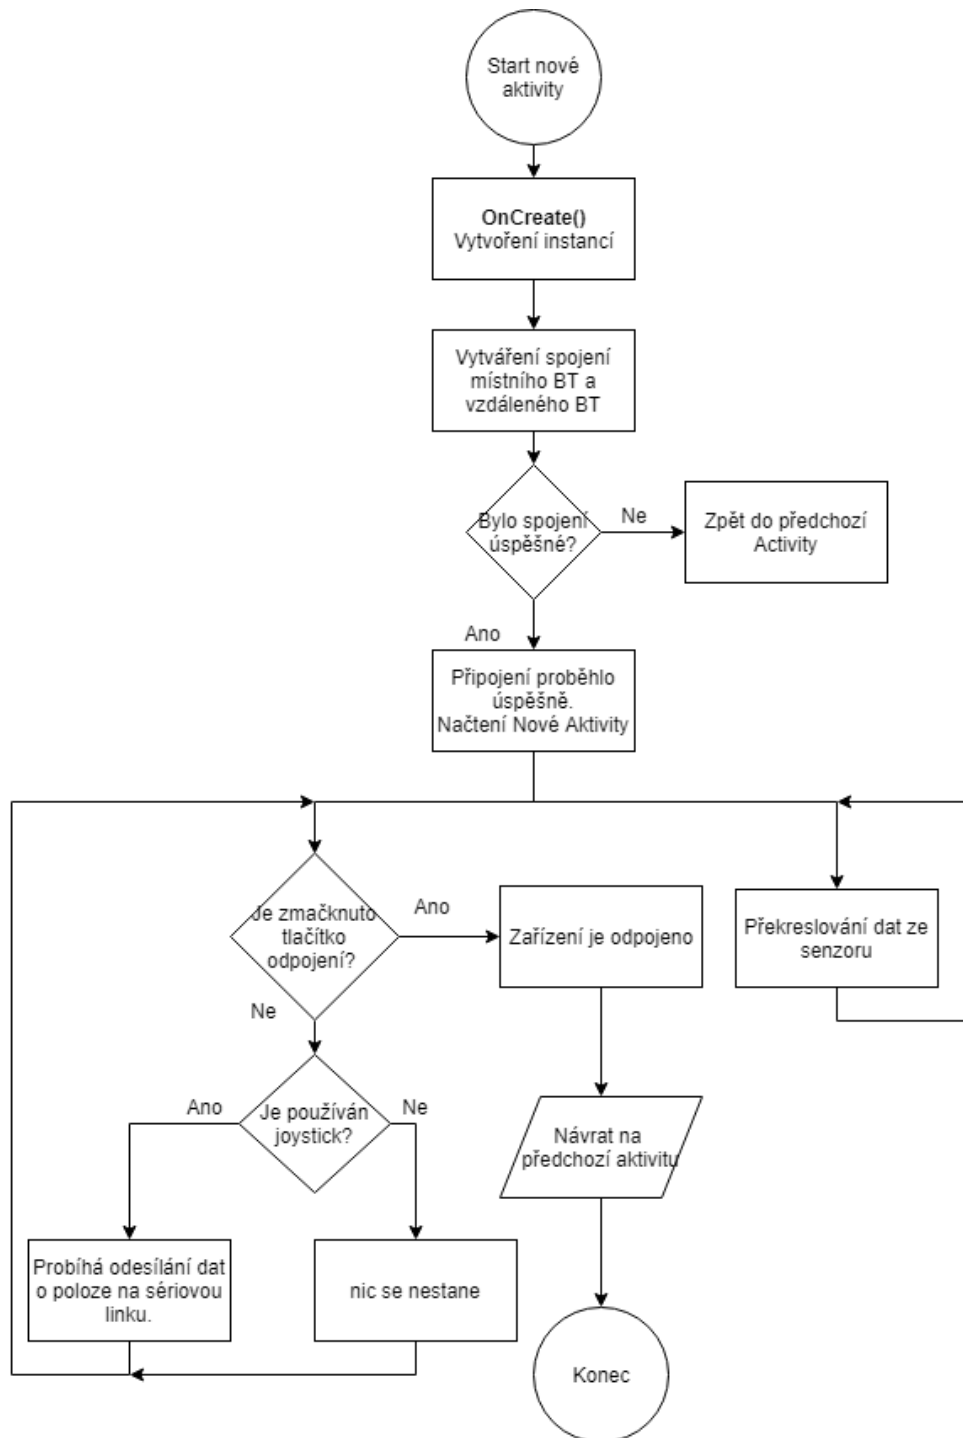 Start nové
aktivity
OnCreate()
Vytvoření instancí
Vytváření spojení
místního BT a
vzdáleného BT
Bylo spojení
úspěšné?
Ne
Zpět do předchozí
Activity
Ano
Připojení proběhlo
úspěšně.
Načtení Nové Aktivity
Je zmačknuto
tlačítko
odpojení?
Ano
Zařízení je odpojeno
Překreslování dat ze
senzoru
Ne
Je používán
joystick?
Ano
Ne
Návrat na
předchozí aktivitu
Probíhá odesílání dat
o poloze na sériovou
linku.
nic se nestane
Konec